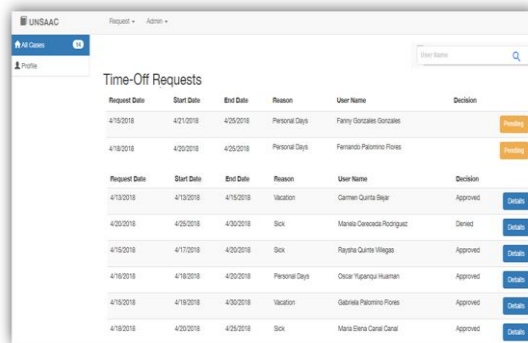 UNSAAC Request Admin
All Cases 14
Profile
User Name
Time-Off Requests
Request Date Start Date End Date Reason User Name Decision
4/15/2018 4/21/2018 4/25/2018 Personal Days Fanny Gonzales Gonzales Pending
4/18/2018 4/20/2018 4/25/2018 Personal Days Fernando Palomino Flores Pending
Request Date Start Date End Date Reason User Name Decision
4/13/2018 4/13/2018 4/15/2018 Vacation Carmen Quinta Bejar Approved Details
4/20/2018 4/25/2018 4/30/2018 Sick Mariela Cereceda Rodriguez Denied Details
4/15/2018 4/17/2018 4/20/2018 Sick Raysha Quinte Villegas Approved Details
4/16/2018 4/18/2018 4/20/2018 Personal Days Oscar Yupanqui Huaman Approved Details
4/15/2018 4/19/2018 4/30/2018 Vacation Gabriela Palomino Flores Approved Details
4/18/2018 4/20/2018 4/25/2018 Sick Maria Elena Canal Canal Approved Details